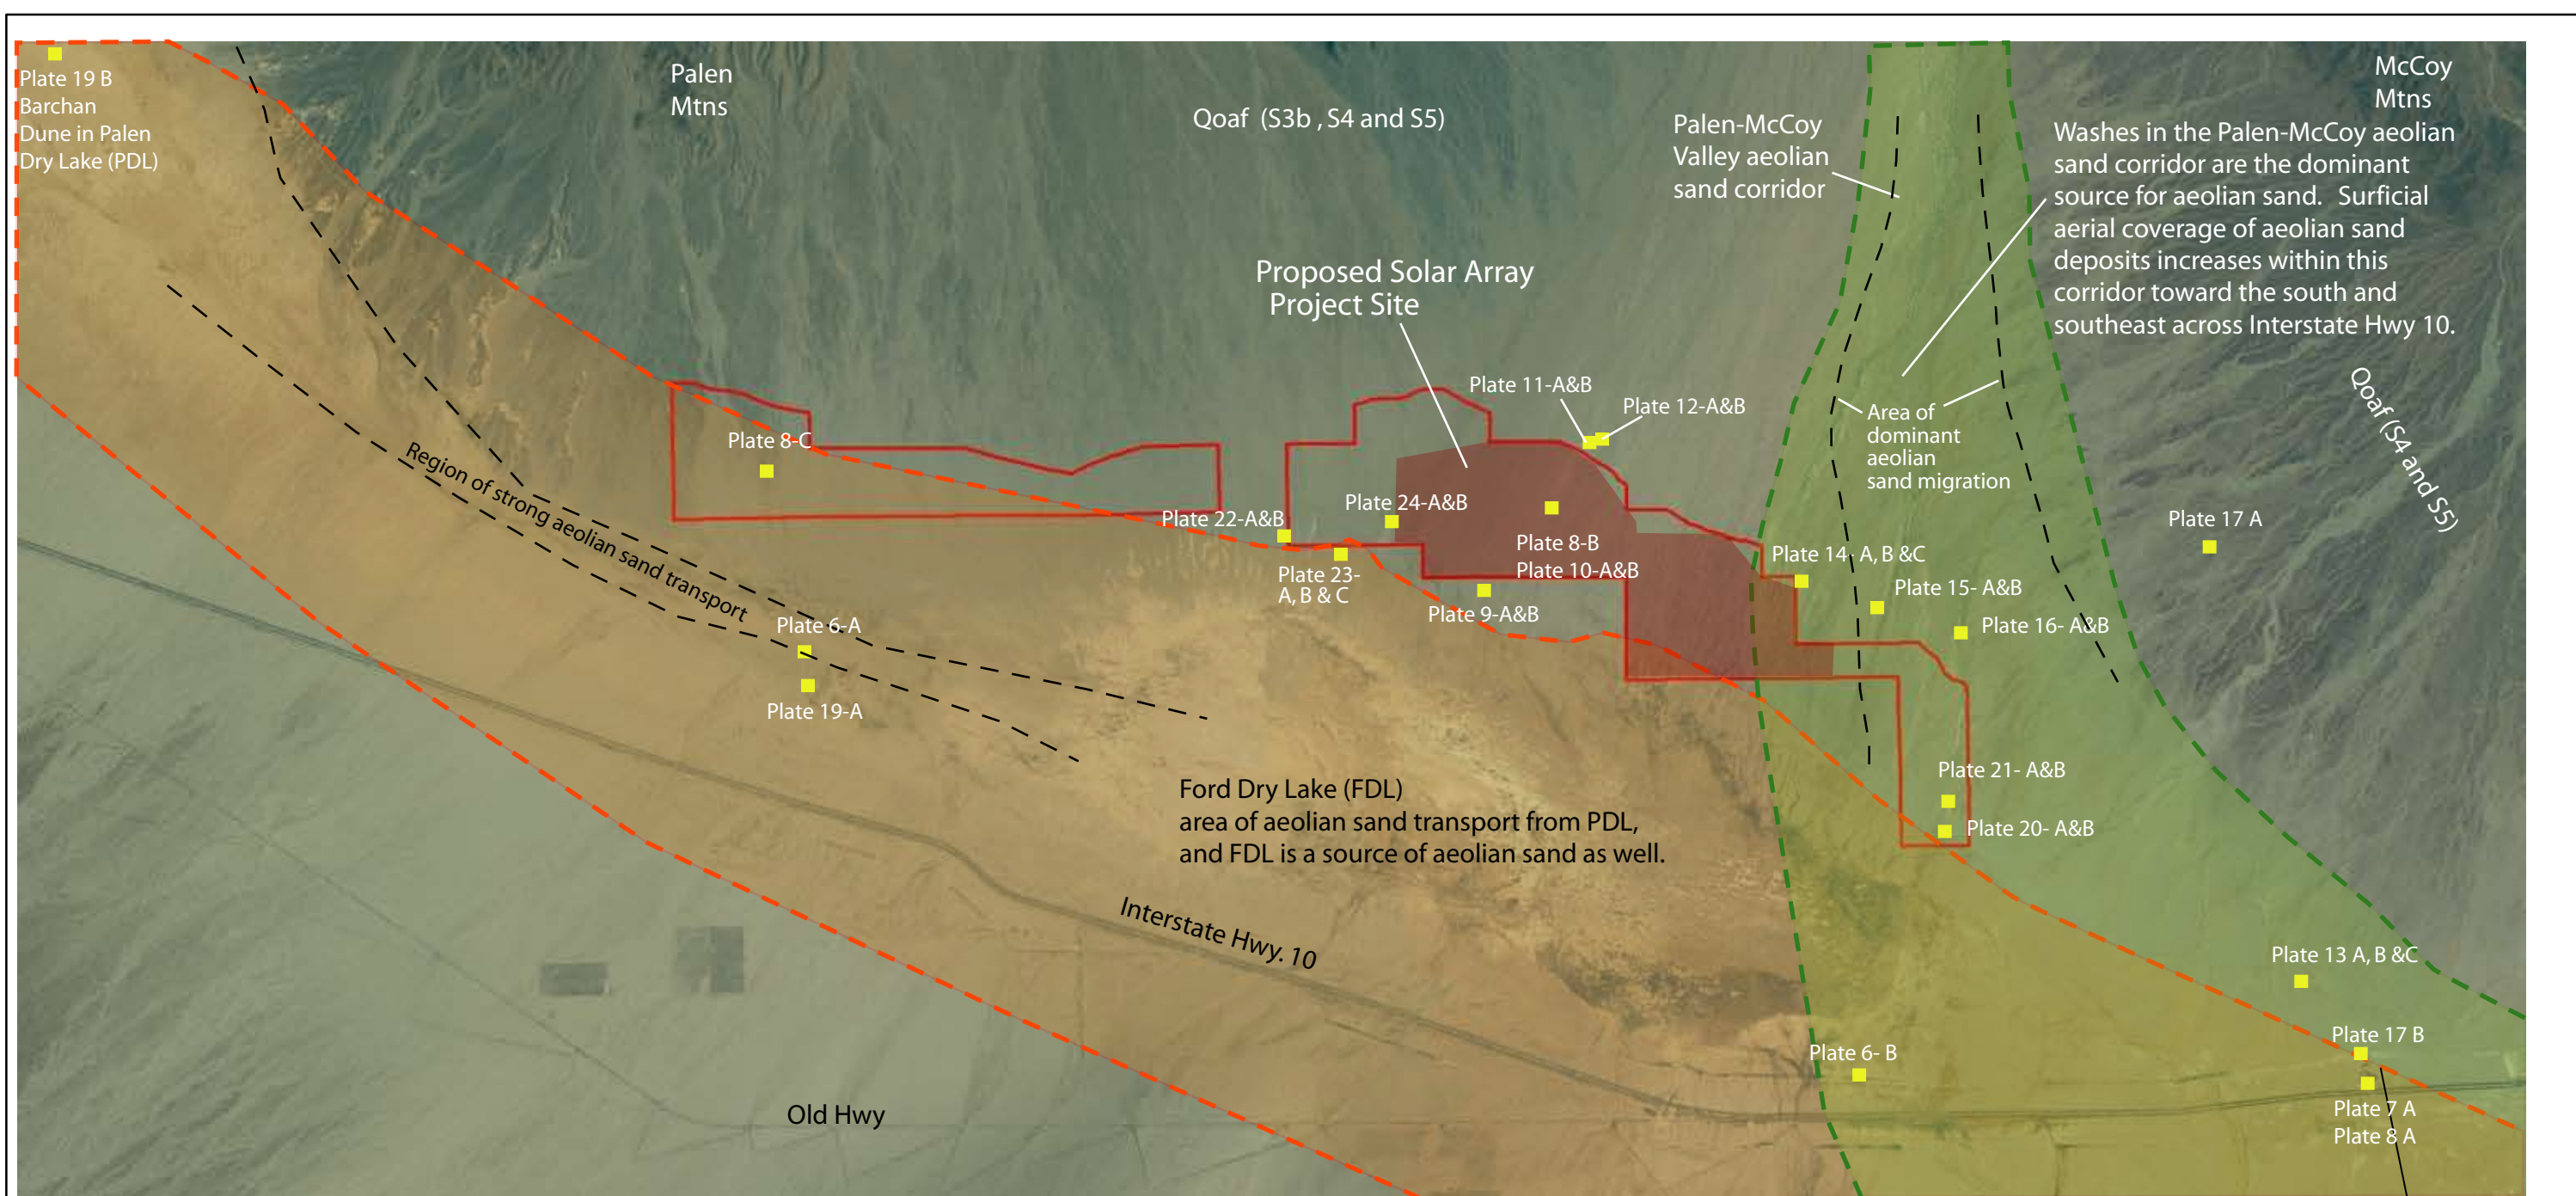 Plate 19 B
Barchan
Dune in Palen
Dry Lake (PDL)
Palen
Mtns
Qoaf (S3b , S4 and S5)
Palen-McCoy
Valley aeolian
sand corridor
McCoy
Mtns
Washes in the Palen-McCoy aeolian
sand corridor are the dominant
source for aeolian sand. Surficial
aerial coverage of aeolian sand
deposits increases within this
corridor toward the south and
southeast across Interstate Hwy 10.
Proposed Solar Array
Project Site
Plate 11-A&B
Plate 12-A&B
Area of
dominant
aeolian
sand migration
Qoaf (S4 and S5)
Plate 8-C
Region of strong aeolian sand transport
Plate 22-A&B
Plate 24-A&B
Plate 8-B
Plate 10-A&B
Plate 23-
A, B & C
Plate 9-A&B
Plate 14- A, B &C
Plate 15- A&B
Plate 16- A&B
Plate 17 A
Plate 6-A
Plate 19-A
Ford Dry Lake (FDL)
area of aeolian sand transport from PDL,
and FDL is a source of aeolian sand as well.
Plate 21- A&B
Plate 20- A&B
Interstate Hwy. 10
Plate 13 A, B &C
Plate 17 B
Plate 6- B
Old Hwy
Plate 7 A
Plate 8 A